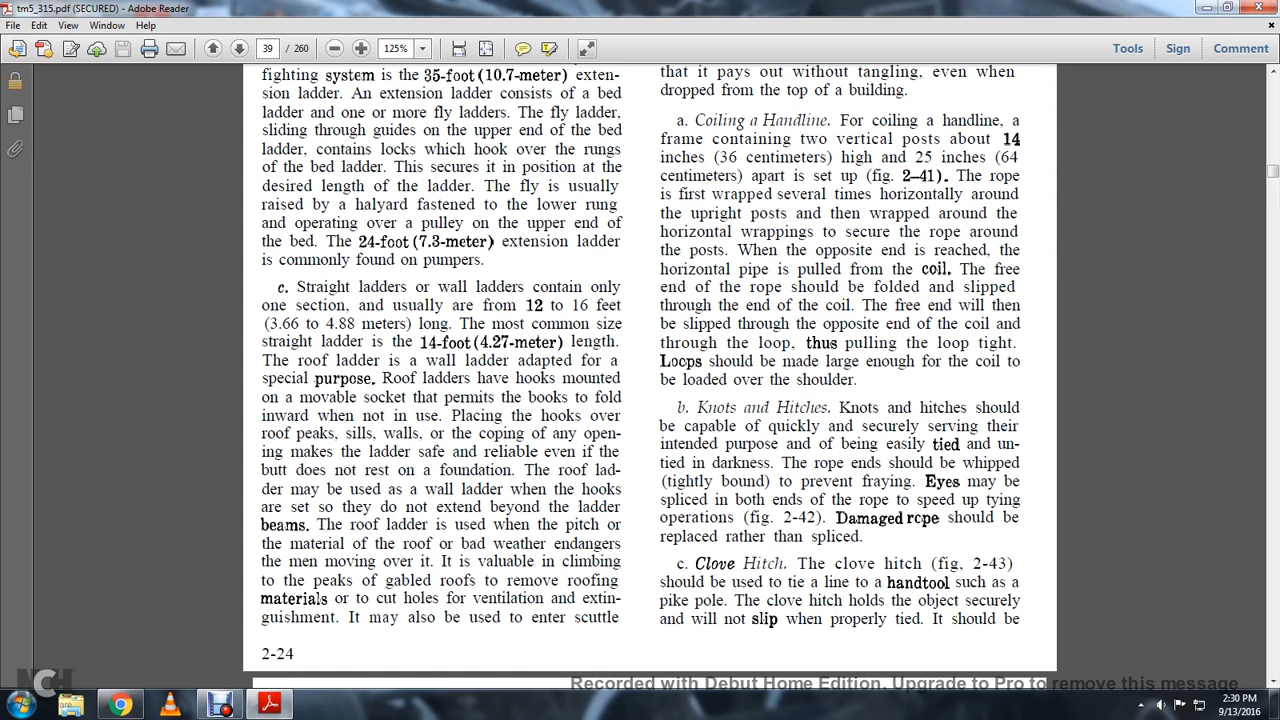 tm5_315.pdf (SECURED) - Adobe Reader
File Edit View Window Help
39 / 260 125% Tools Sign Comment
fighting system is the 35-foot (10.7-meter) exten-
sion ladder. An extension ladder consists of a bed
ladder and one or more fly ladders. The fly ladder,
sliding through guides on the upper end of the bed
ladder, contains locks which hook over the rungs
of the bed ladder. This secures it in position at the
desired length of the ladder. The fly is usually
raised by a halyard fastened to the lower rung
and operating over a pulley on the upper end of
the bed. The 24-foot (7.3-meter) extension ladder
is commonly found on pumpers.
c. Straight ladders or wall ladders contain only
one section, and usually are from 12 to 16 feet
(3.66 to 4.88 meters) long. The most common size
straight ladder is the 14-foot (4.27-meter) length.
The roof ladder is a wall ladder adapted for a
special purpose. Roof ladders have hooks mounted
on a movable socket that permits the books to fold
inward when not in use. Placing the hooks over
roof peaks, sills, walls, or the coping of any open-
ing makes the ladder safe and reliable even if the
butt does not rest on a foundation. The roof lad-
der may be used as a wall ladder when the hooks
are set so they do not extend beyond the ladder
beams. The roof ladder is used when the pitch or
the material of the roof or bad weather endangers
the men moving over it. It is valuable in climbing
to the peaks of gabled roofs to remove roofing
materials or to cut holes for ventilation and extin-
guishment. It may also be used to enter scuttle
2-24
that it pays out without tangling, even when
dropped from the top of a building.
a. Coiling a Handline. For coiling a handline, a
frame containing two vertical posts about 14
inches (36 centimeters) high and 25 inches (64
centimeters) apart is set up (fig. 2–41). The rope
is first wrapped several times horizontally around
the upright posts and then wrapped around the
horizontal wrappings to secure the rope around
the posts. When the opposite end is reached, the
horizontal pipe is pulled from the coil. The free
end of the rope should be folded and slipped
through the end of the coil. The free end will then
be slipped through the opposite end of the coil and
through the loop, thus pulling the loop tight.
Loops should be made large enough for the coil to
be loaded over the shoulder.
b. Knots and Hitches. Knots and hitches should
be capable of quickly and securely serving their
intended purpose and of being easily tied and un-
tied in darkness. The rope ends should be whipped
(tightly bound) to prevent fraying. Eyes may be
spliced in both ends of the rope to speed up tying
operations (fig. 2-42). Damaged rope should be
replaced rather than spliced.
c. Clove Hitch. The clove hitch (fig, 2-43)
should be used to tie a line to a handtool such as a
pike pole. The clove hitch holds the object securely
and will not slip when properly tied. It should be
Recorded with Debut Home Edition. Upgrade to Pro to remove this message
NCH
2:30 PM
9/13/2016